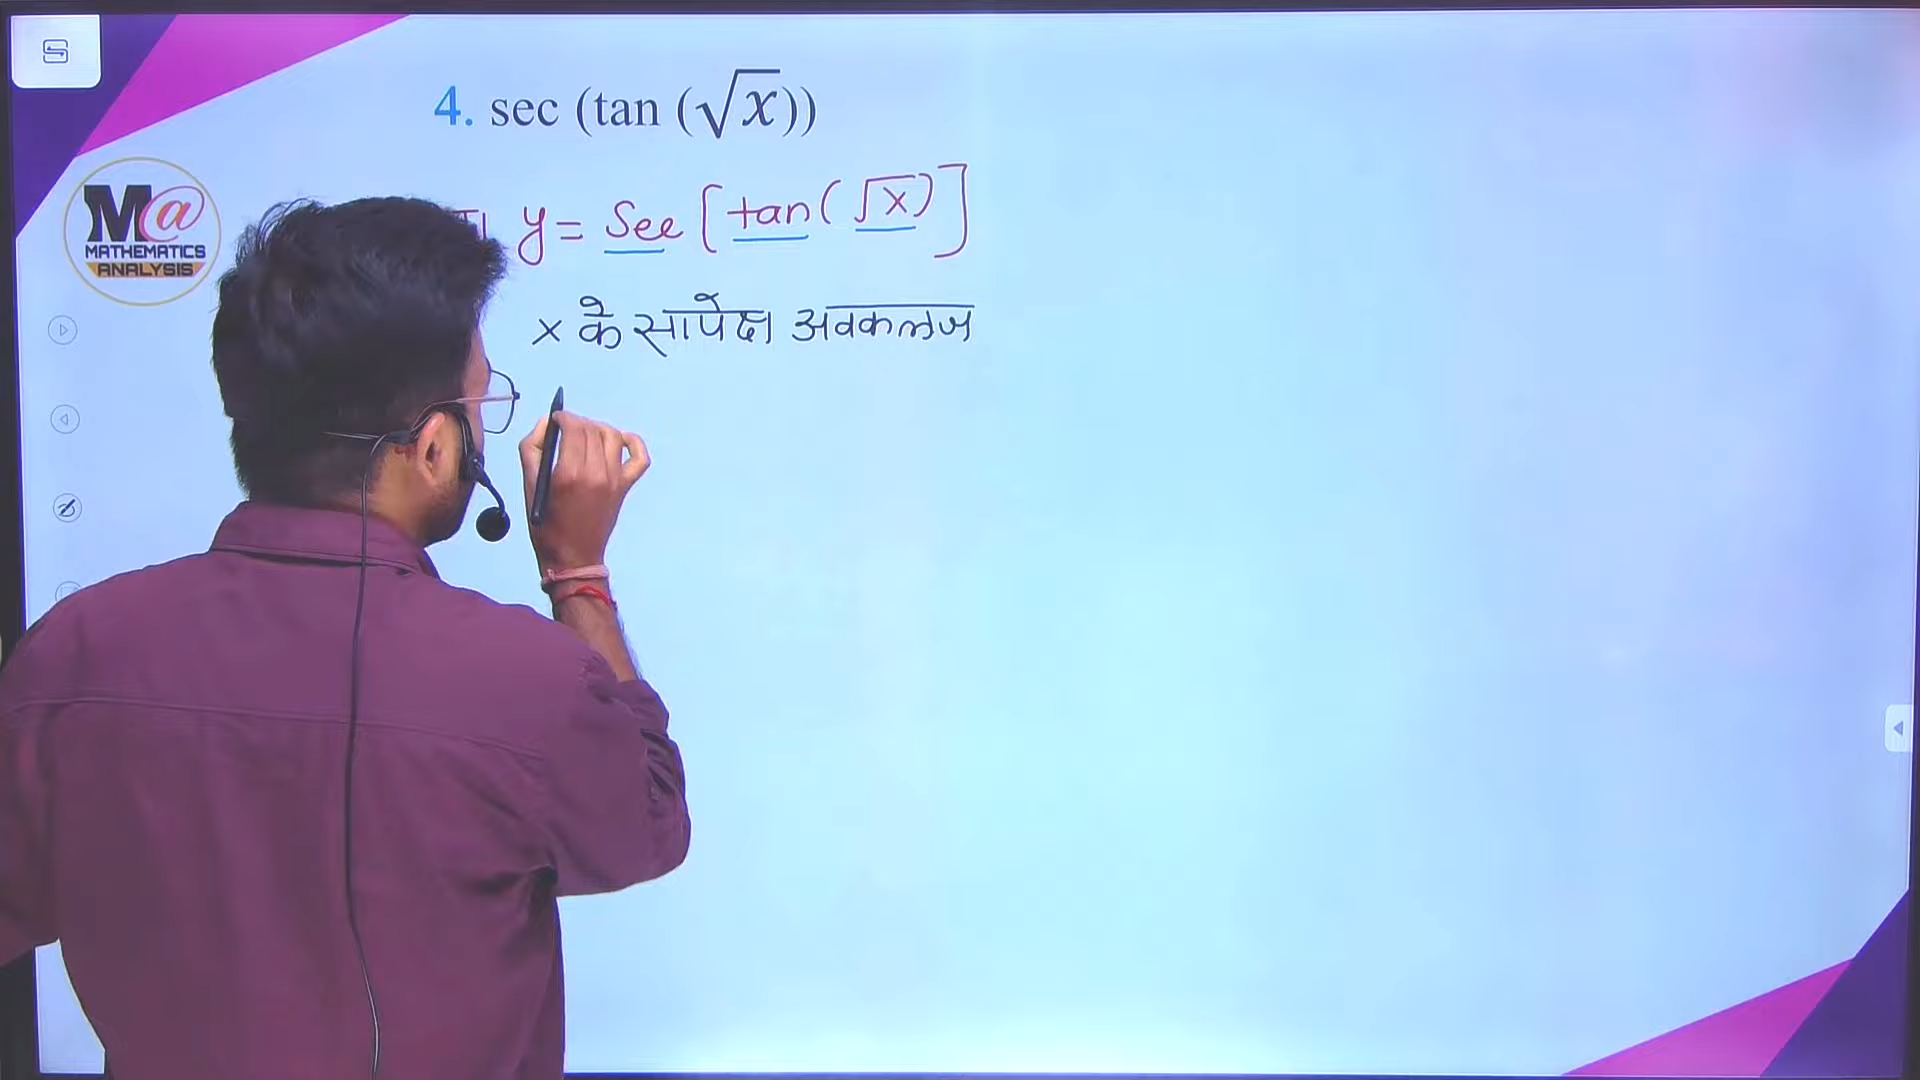 4. sec (tan (√x))
y = Sec [tan(√x)]
x के सापेक्ष अवकलज
M@
MATHEMATICS
ANALYSIS